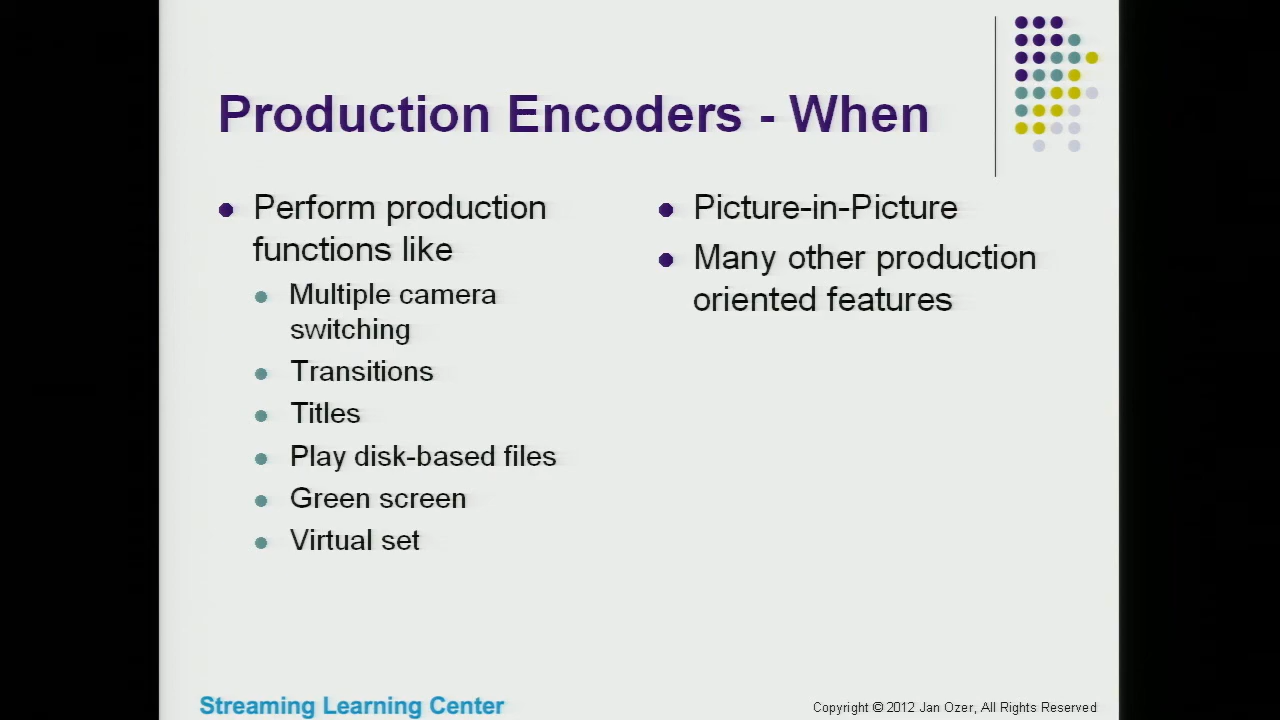 Production Encoders - When
Perform production
functions like
Multiple camera
switching
Transitions
Titles
Play disk-based files
Green screen
Virtual set
Picture-in-Picture
Many other production
oriented features
Streaming Learning Center
Copyright © 2012 Jan Ozer, All Rights Reserved